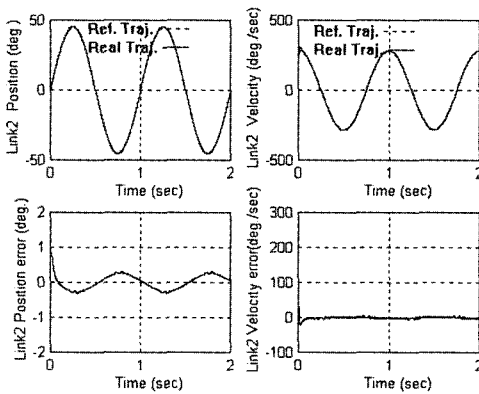 Ref. Traj.
Real Traj.
Link2 Position (deg )
50
0
-50
0
1
2
Time (sec)
Ref. Traj.
Real Traj.
Link2 Velocity (deg /sec)
500
0
-500
0
1
2
Time (sec)
Link2 Position error (deg.)
2
1
0
-1
-2
0
1
2
Time (sec)
Link2 Velocity error(deg /sec)
300
200
100
0
-100
0
1
2
Time (sec)